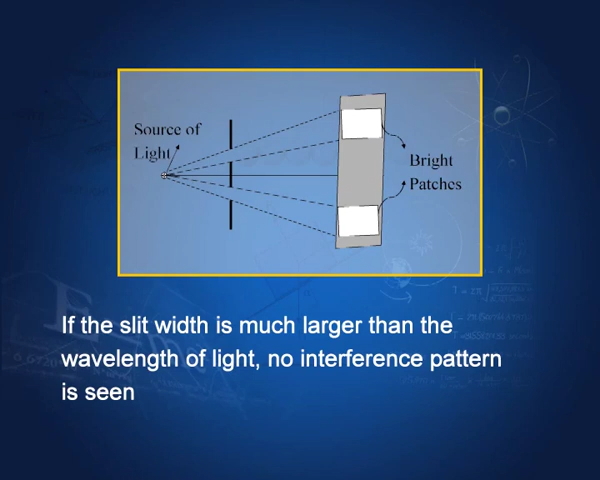 Source of
Light
Bright
Patches
If the slit width is much larger than the
wavelength of light, no interference pattern
is seen